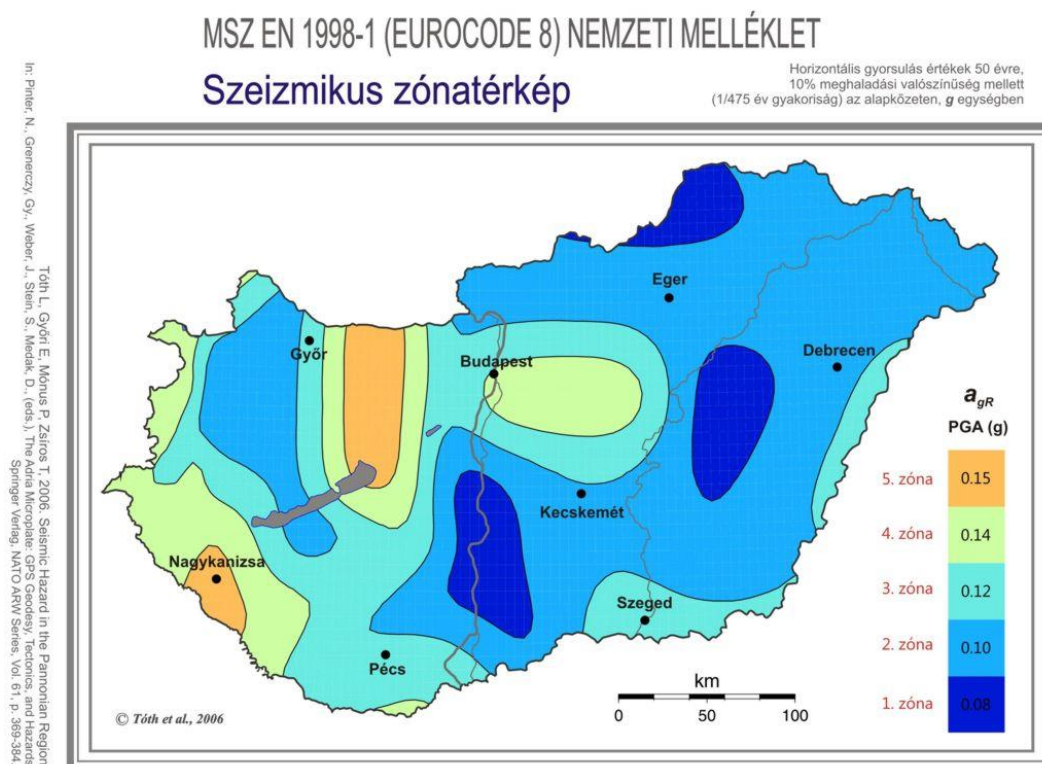 MSZ EN 1998-1 (EUROCODE 8) NEMZETI MELLÉKLET
Szeizmikus zónatérkép
Horizontális gyorsulás értékek 50 évre,
10% meghaladási valószínűség mellett
(1/475 év gyakoriság) az alapkőzeten, g egységben
Tóth L, Győri E, Mónus P, Zsíros T, 2006. Seismic Hazard in the Pannonian Region
In: Pinter, N., Grenerczy, Gy., Weber, J., Stein, S., Medak, D., (eds.), The Adria Microplate: GPS Geodesy, Tectonics, and Hazards
Springer Verlag, NATO ARW Series, Vol. 61, p. 369-384.
Eger
Győr
Budapest
Debrecen
Kecskemét
Nagykanizsa
Szeged
Pécs
agR
PGA (g)
5. zóna 0.15
4. zóna 0.14
3. zóna 0.12
2. zóna 0.10
1. zóna 0.08
km
0 50 100
© Tóth et al., 2006